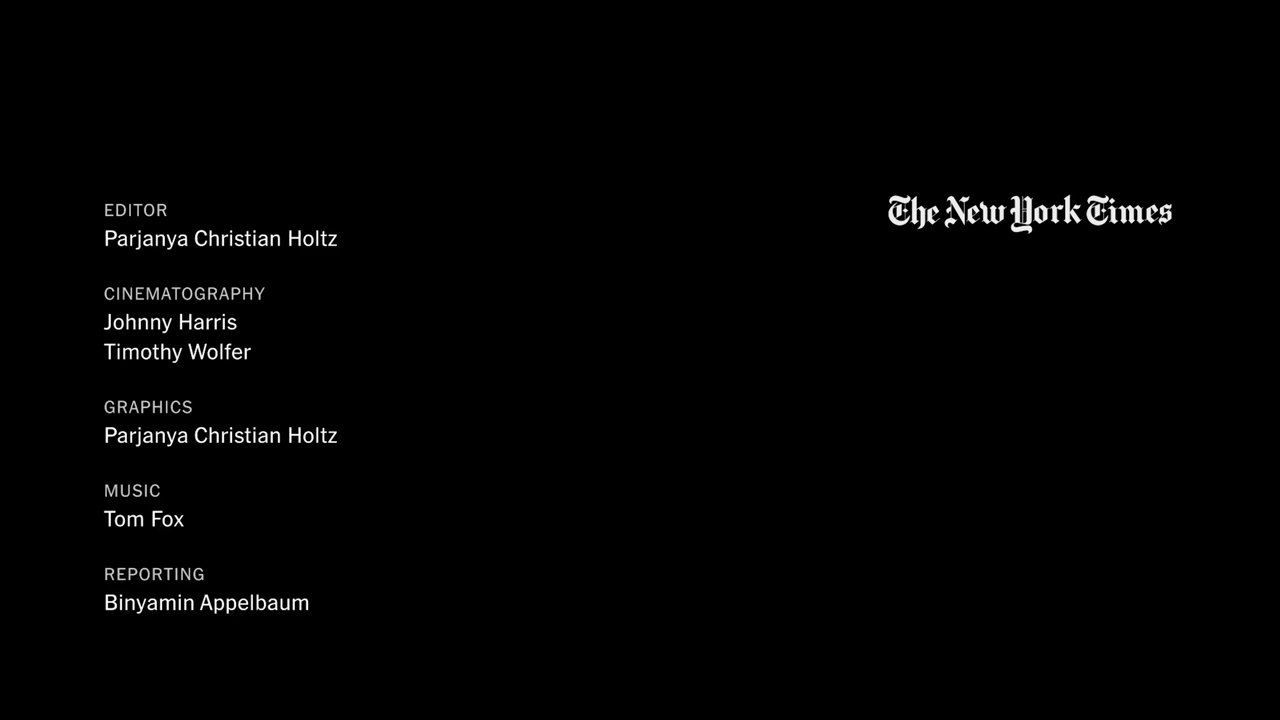 EDITOR
Parjanya Christian Holtz
CINEMATOGRAPHY
Johnny Harris
Timothy Wolfer
GRAPHICS
Parjanya Christian Holtz
MUSIC
Tom Fox
REPORTING
Binyamin Appelbaum
The New York Times